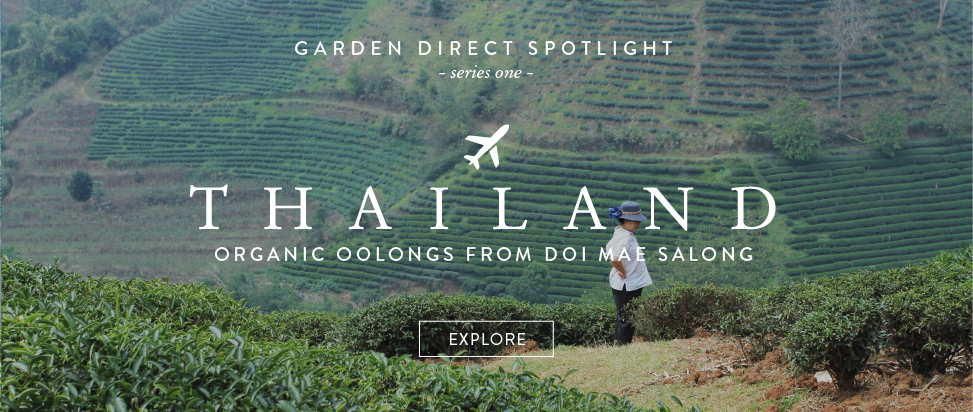 GARDEN DIRECT SPOTLIGHT
- series one -
THAILAND
ORGANIC OOLONGS FROM DOI MAE SALONG
EXPLORE